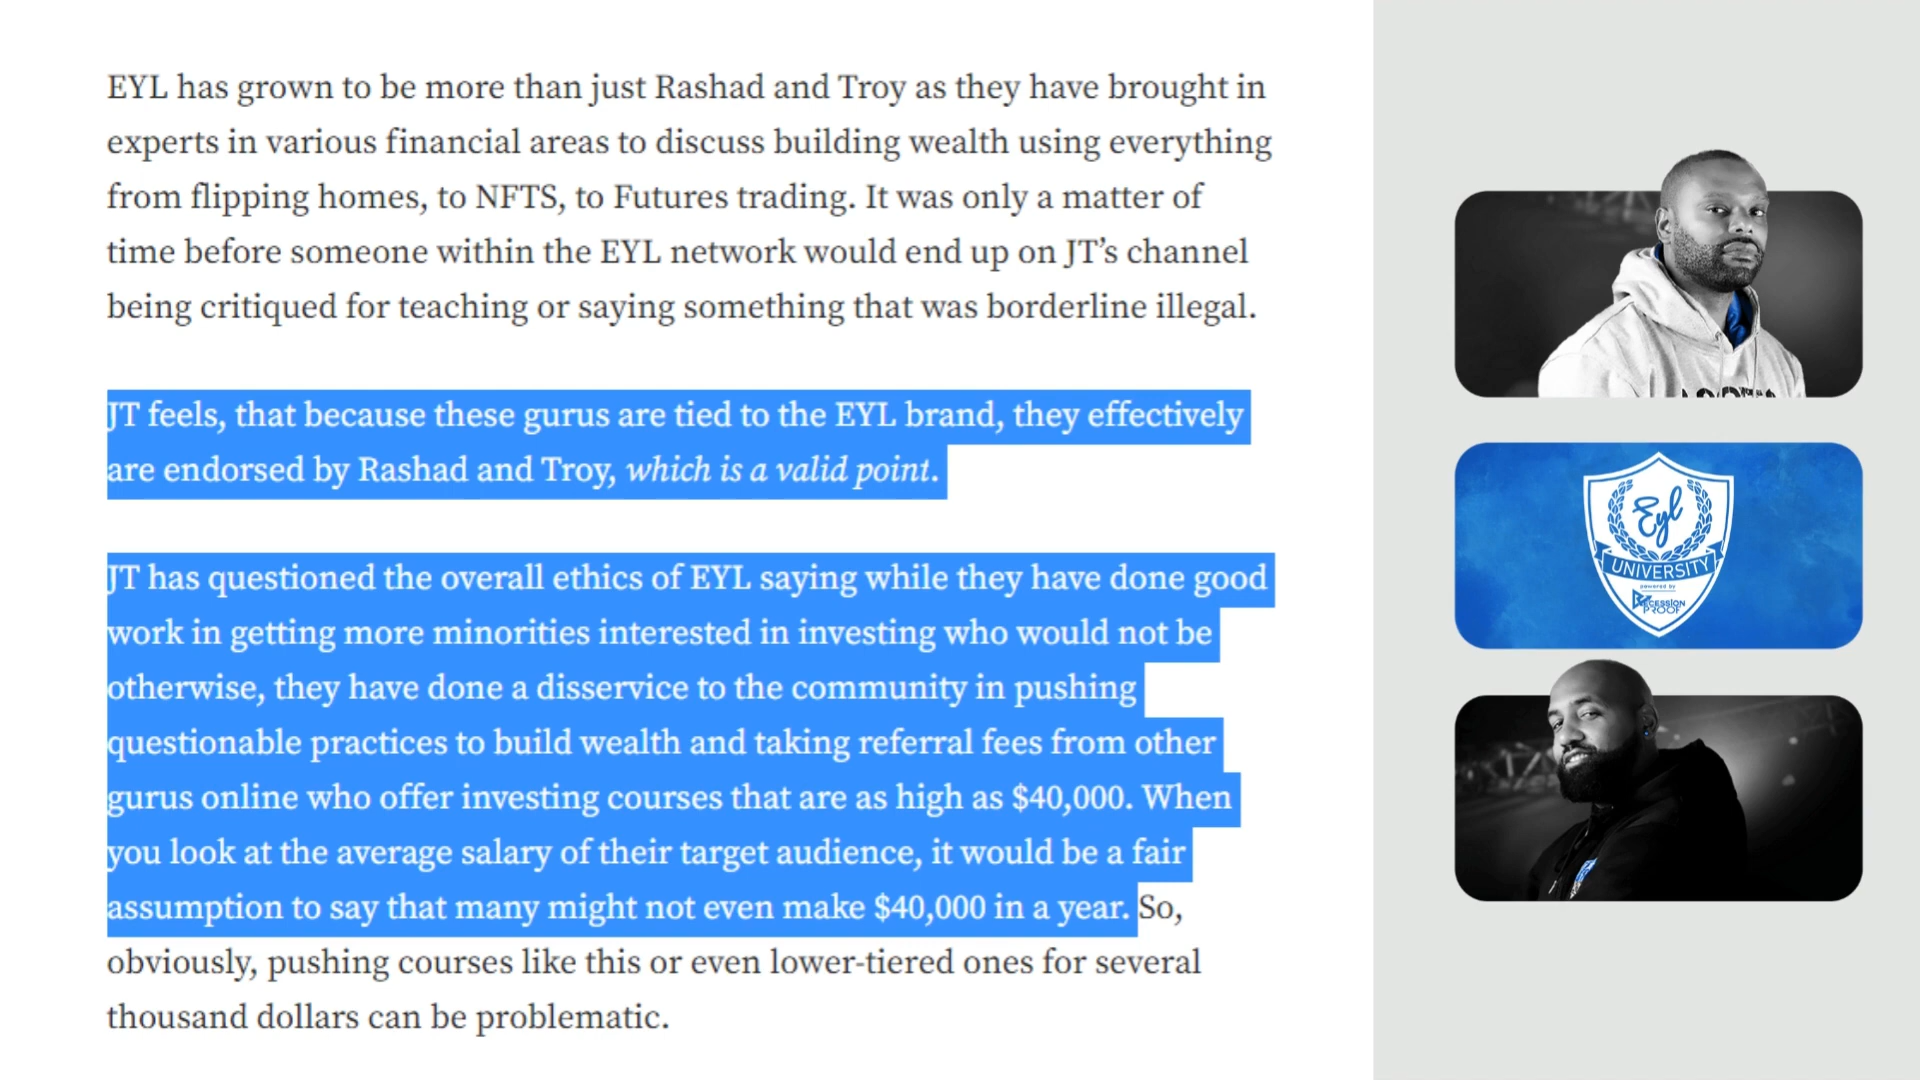 EYL has grown to be more than just Rashad and Troy as they have brought in
experts in various financial areas to discuss building wealth using everything
from flipping homes, to NFTS, to Futures trading. It was only a matter of
time before someone within the EYL network would end up on JT’s channel
being critiqued for teaching or saying something that was borderline illegal.
JT feels, that because these gurus are tied to the EYL brand, they effectively
are endorsed by Rashad and Troy, which is a valid point.
JT has questioned the overall ethics of EYL saying while they have done good
work in getting more minorities interested in investing who would not be
otherwise, they have done a disservice to the community in pushing
questionable practices to build wealth and taking referral fees from other
gurus online who offer investing courses that are as high as $40,000. When
you look at the average salary of their target audience, it would be a fair
assumption to say that many might not even make $40,000 in a year. So,
obviously, pushing courses like this or even lower-tiered ones for several
thousand dollars can be problematic.
Eyl
UNIVERSITY
powered by
RECESSION
PROOF